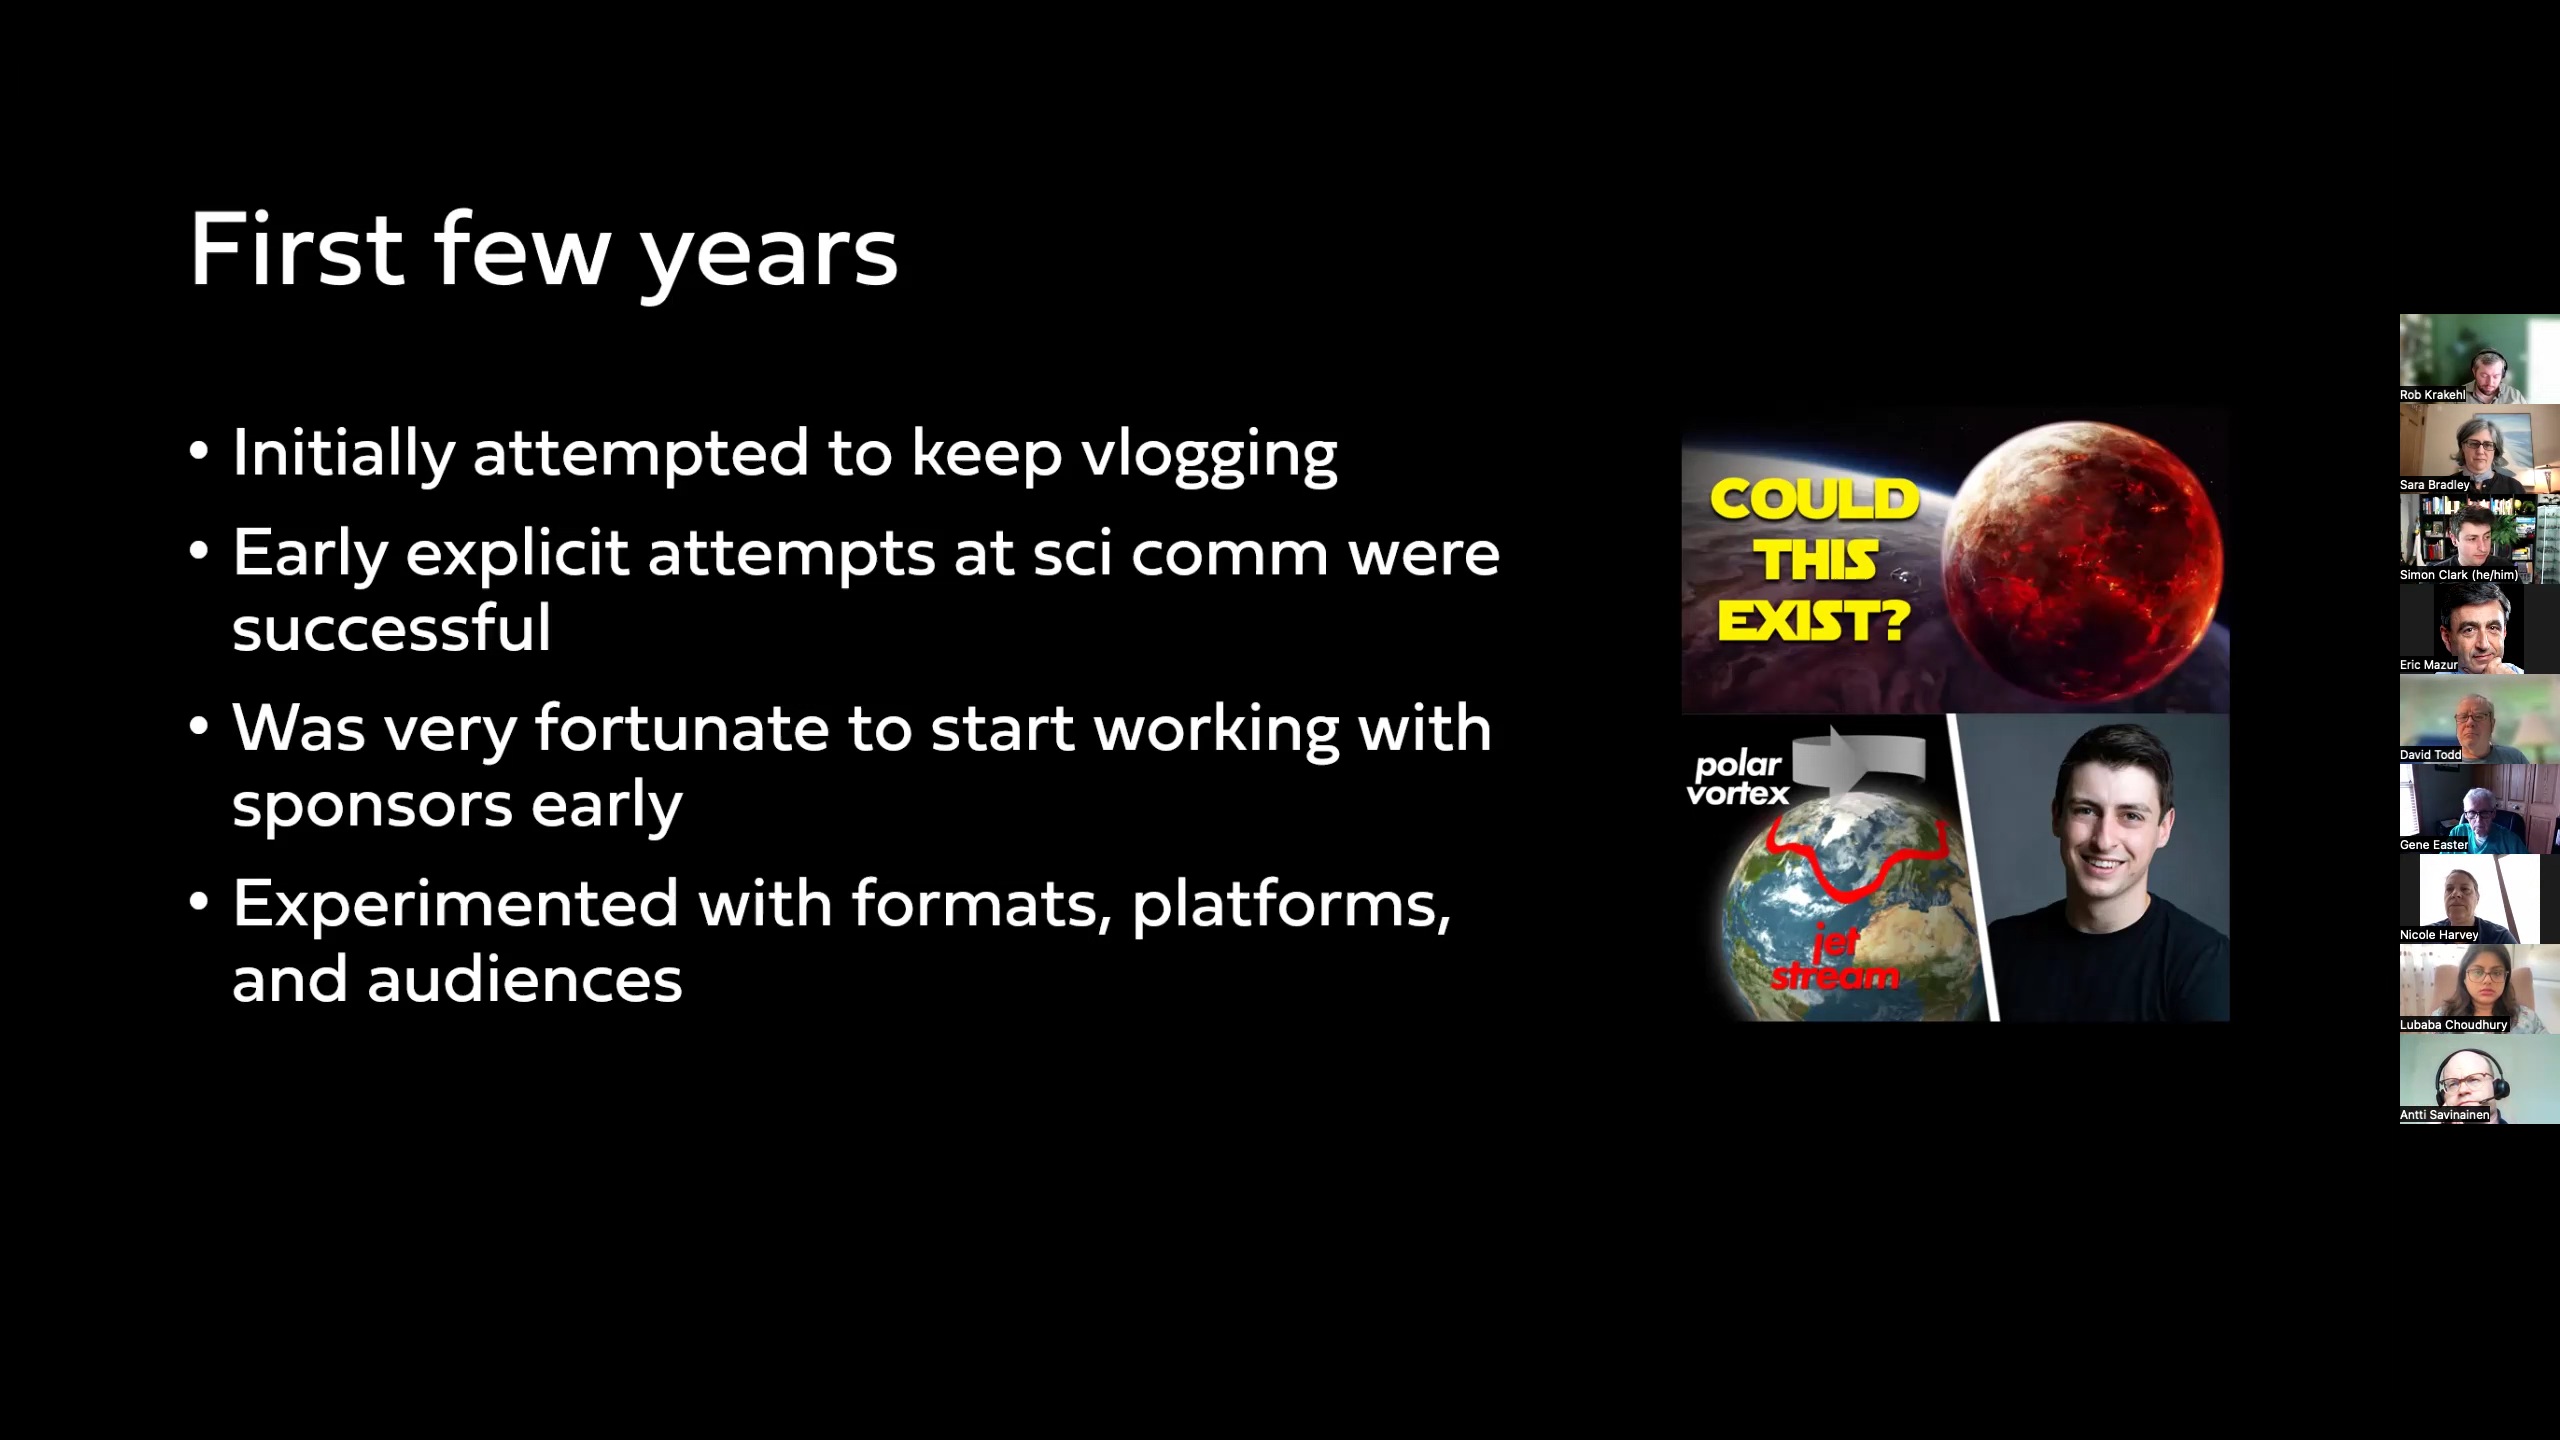 First few years
• Initially attempted to keep vlogging
• Early explicit attempts at sci comm were
successful
• Was very fortunate to start working with
sponsors early
• Experimented with formats, platforms,
and audiences
COULD
THIS
EXIST?
polar
vortex
jet
stream
Rob Krakehl
Sara Bradley
Simon Clark (he/him)
Eric Mazur
David Todd
Gene Easter
Nicole Harvey
Lubaba Choudhury
Antti Savinainen